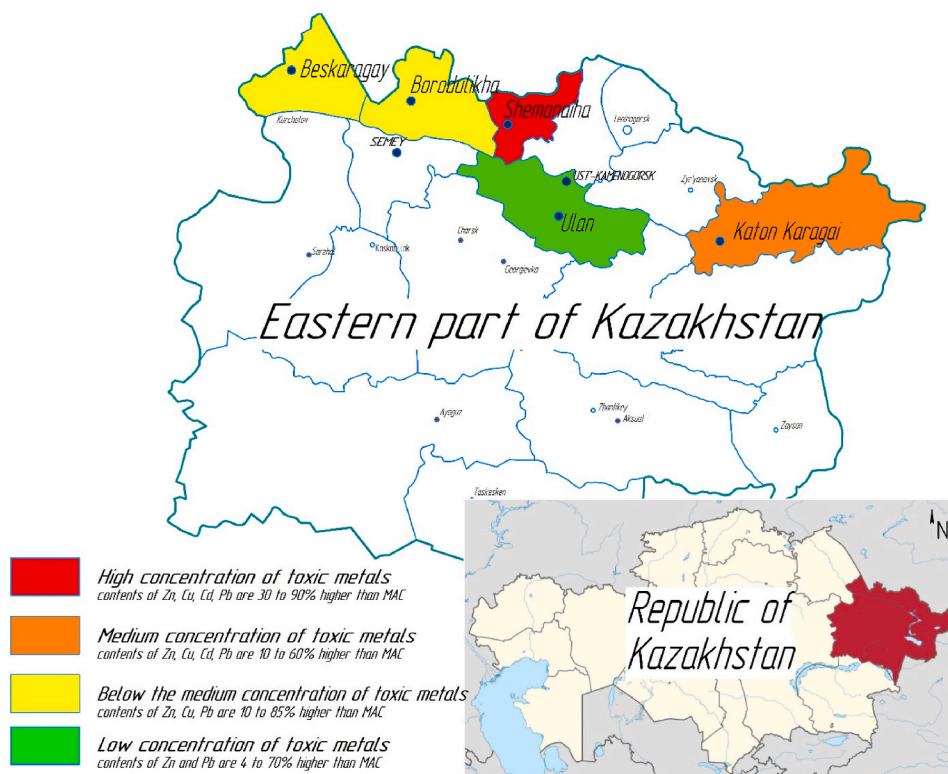 Beskaragay
Borodulikha
Shemonaiha
Kurchatov
Leninogorsk
SEMEY
UST'-KAMENOGORSK
Zyr'yanovsk
Ulan
Katon Karagai
Charsk
Sarzhal
Georgievka
Eastern part of Kazakhstan
Ayaguz
Zhantikry
Aksuat
Zaysan
Taskesken
N
Republic of
Kazakhstan
High concentration of toxic metals
contents of Zn, Cu, Cd, Pb are 30 to 90% higher than MAC
Medium concentration of toxic metals
contents of Zn, Cu, Cd, Pb are 10 to 60% higher than MAC
Below the medium concentration of toxic metals
contents of Zn, Cu, Pb are 10 to 85% higher than MAC
Low concentration of toxic metals
contents of Zn and Pb are 4 to 70% higher than MAC